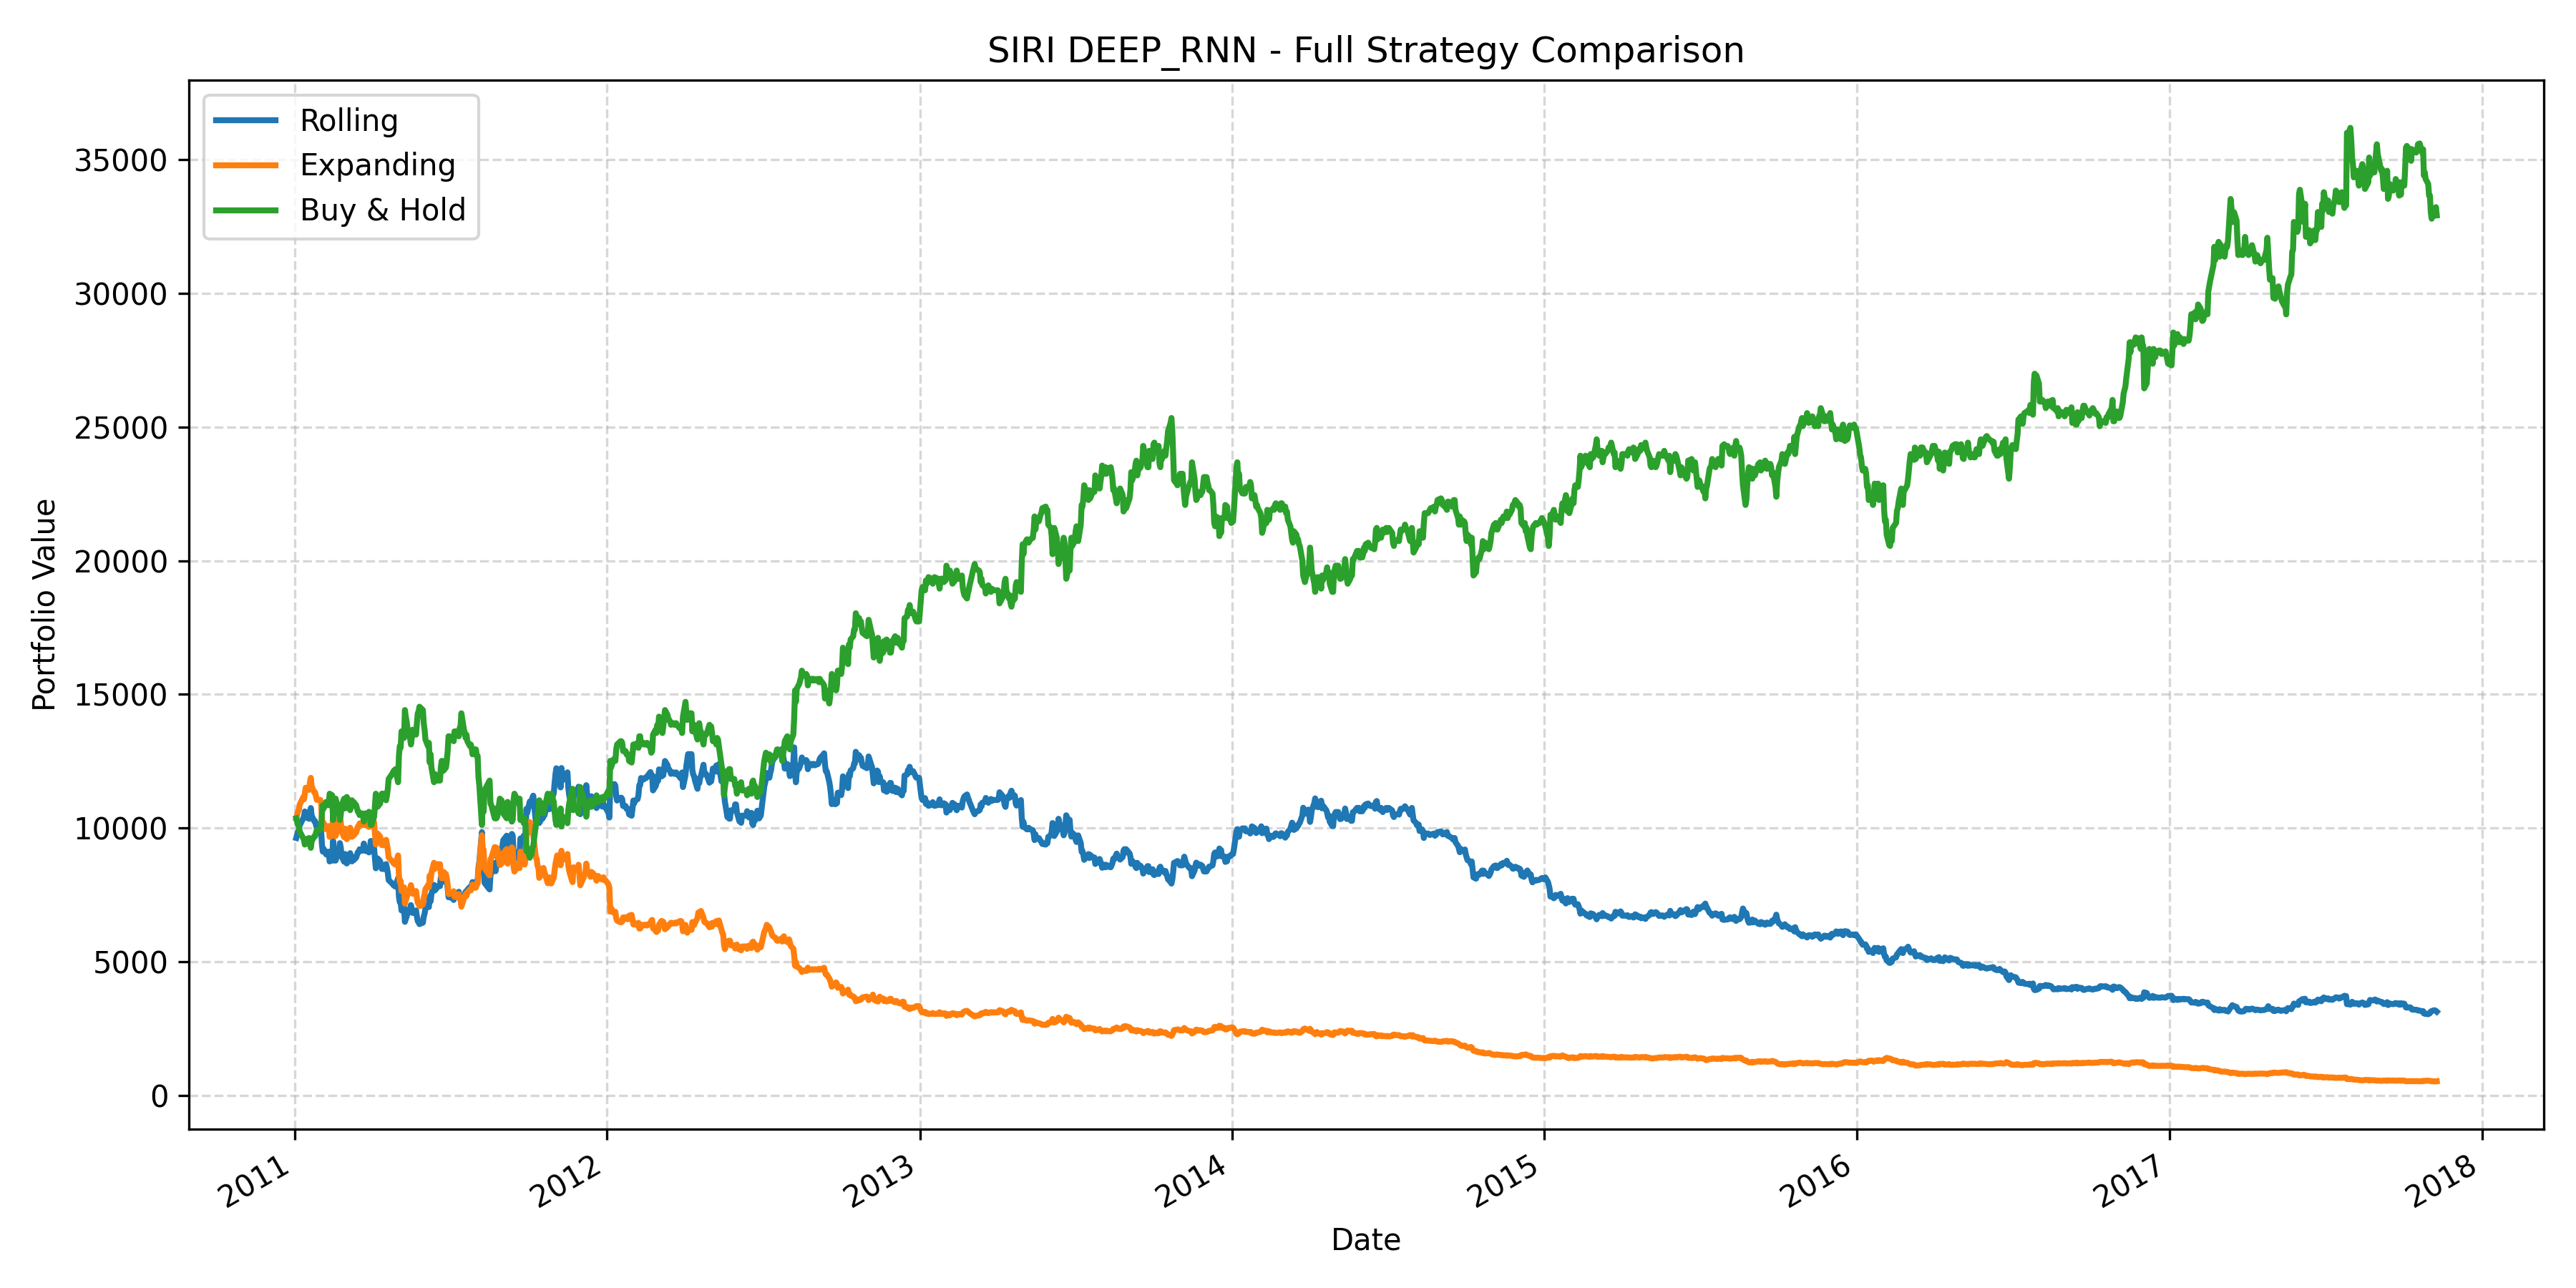 SIRI DEEP_RNN - Full Strategy Comparison
Rolling
Expanding
Buy & Hold
Portfolio Value
35000
30000
25000
20000
15000
10000
5000
0
2011
2012
2013
2014
2015
2016
2017
2018
Date